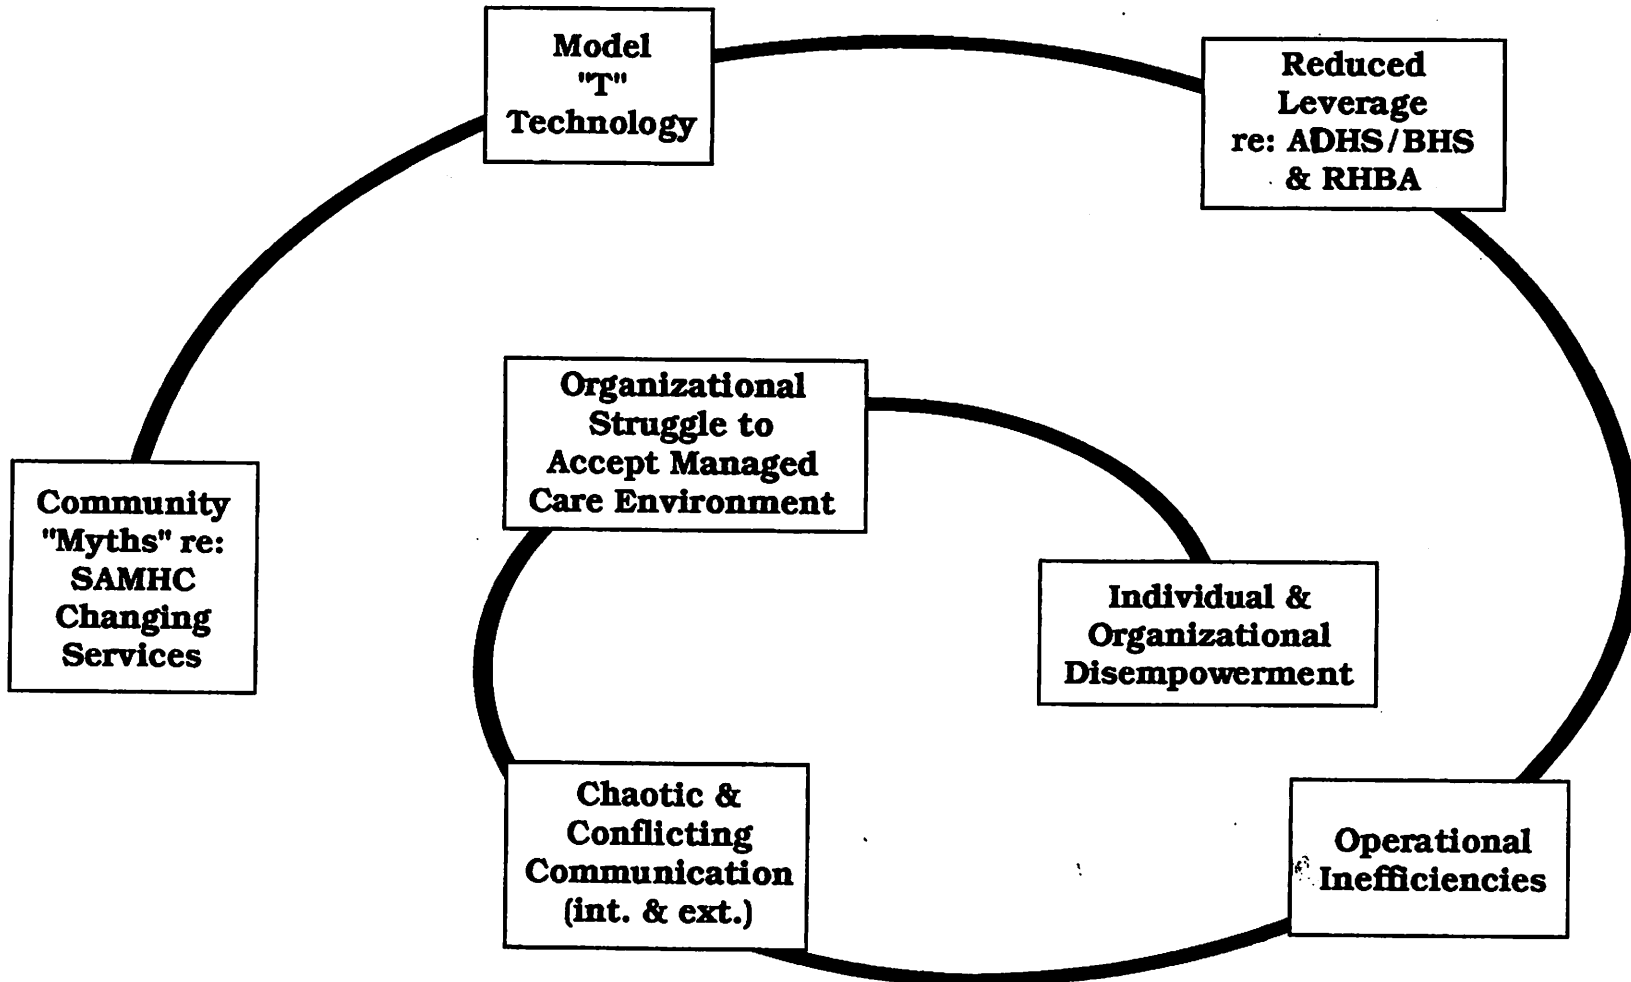 Model
"T"
Technology
Reduced
Leverage
re: ADHS/BHS
& RHBA
Organizational
Struggle to
Accept Managed
Care Environment
Community
"Myths" re:
SAMHC
Changing
Services
Individual &
Organizational
Disempowerment
Chaotic &
Conflicting
Communication
(int. & ext.)
Operational
Inefficiencies